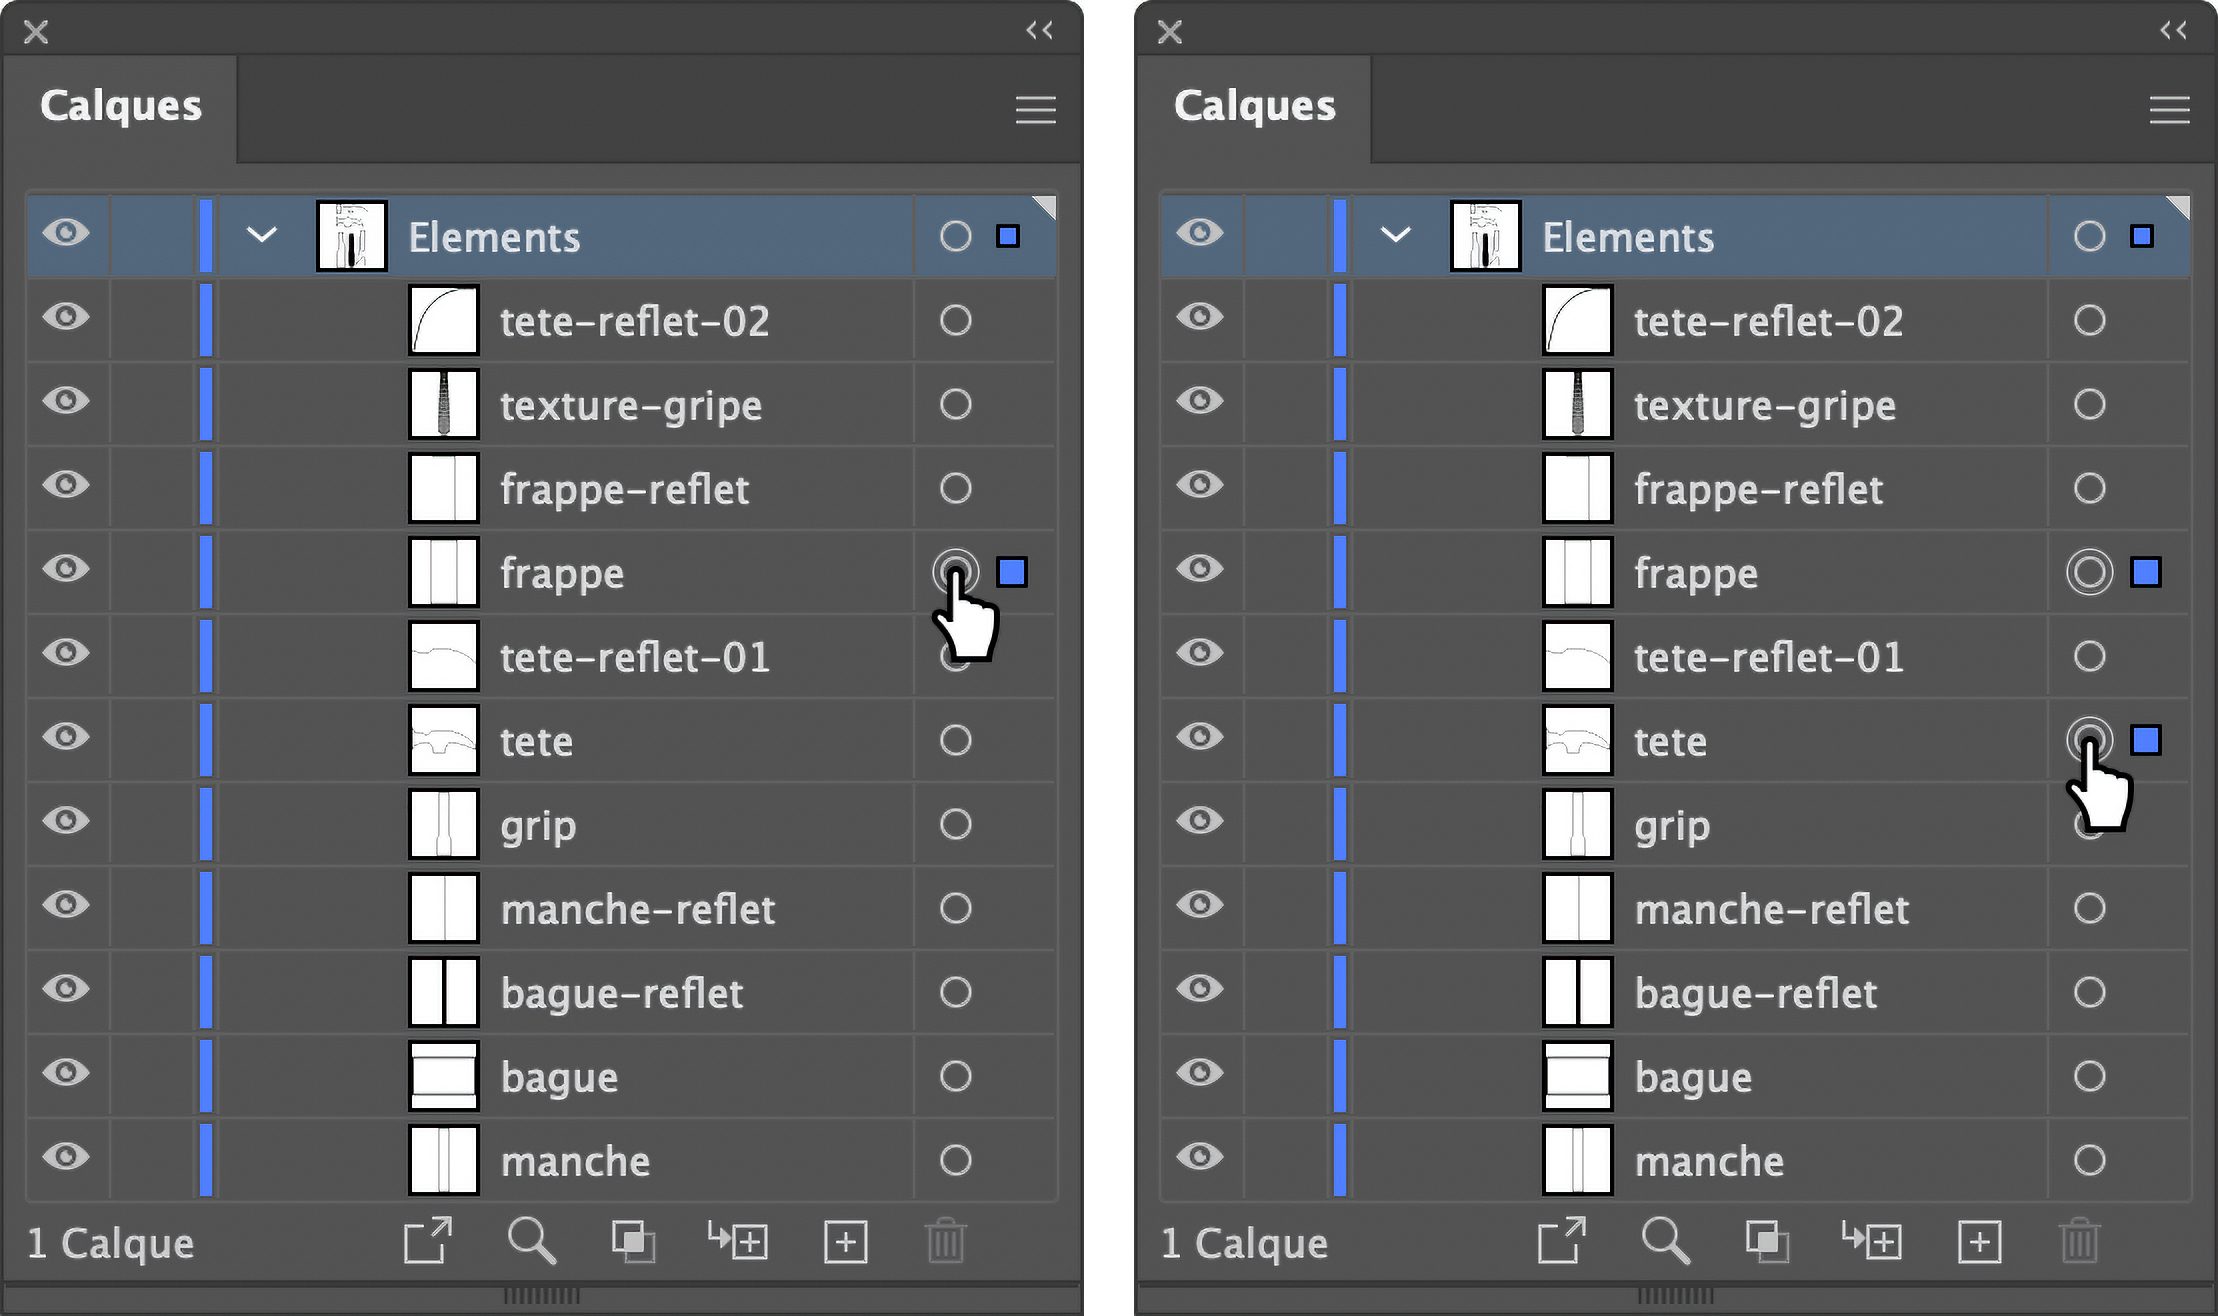 Calques
Elements
tete-reflet-02
texture-gripe
frappe-reflet
frappe
tete-reflet-01
tete
grip
manche-reflet
bague-reflet
bague
manche
1 Calque
Calques
Elements
tete-reflet-02
texture-gripe
frappe-reflet
frappe
tete-reflet-01
tete
grip
manche-reflet
bague-reflet
bague
manche
1 Calque